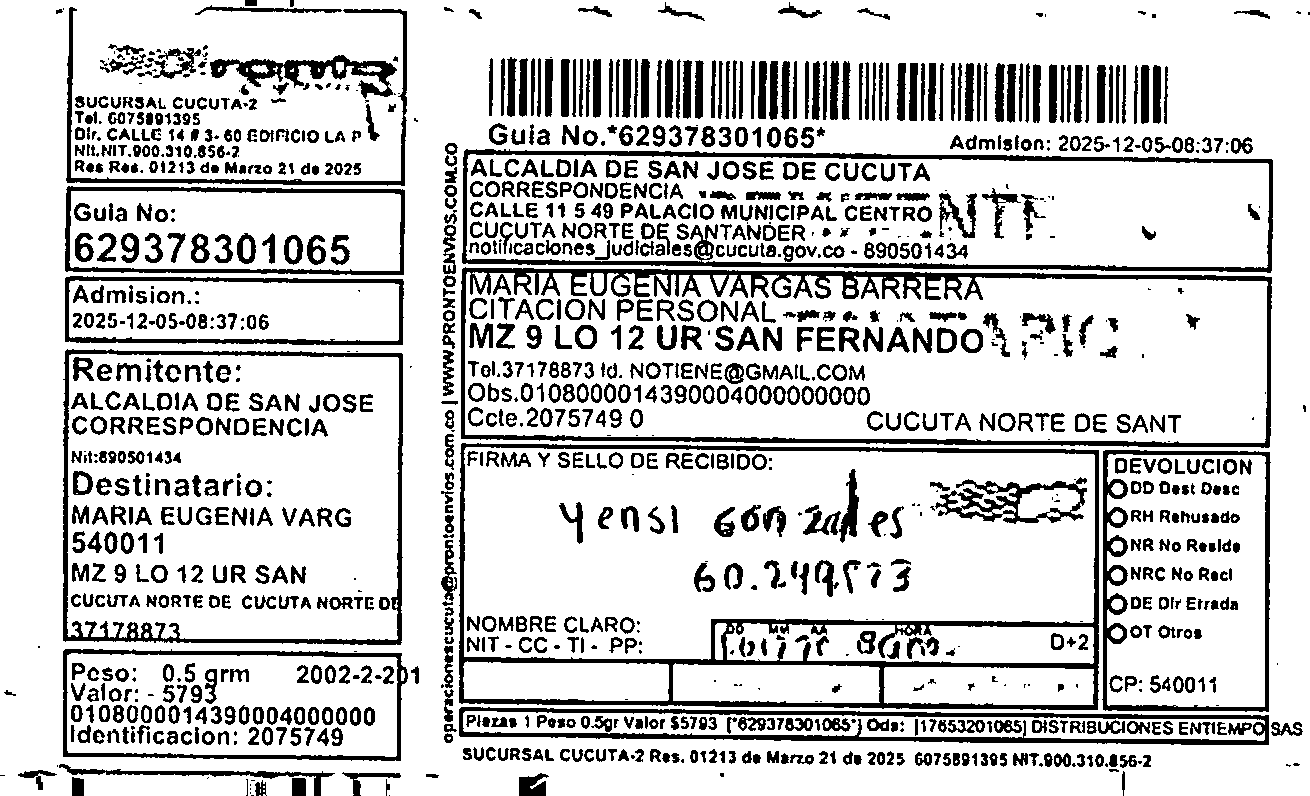 SUCURSAL CUCUTA-2
Tel. 6075891395
Dir. CALLE 14 # 3- 60 EDIFICIO LA P
Nit.NIT.900.310.856-2
Res Res. 01213 de Marzo 21 de 2025
Guia No:
629378301065
Admision.:
2025-12-05-08:37:06
Remitente:
ALCALDIA DE SAN JOSE
CORRESPONDENCIA
Nit:890501434
Destinatario:
MARIA EUGENIA VARG
540011
MZ 9 LO 12 UR SAN
CUCUTA NORTE DE CUCUTA NORTE DE
37178873
Peso: 0.5 grm 2002-2-201
Valor: - 5793
0108000014390004000000
Identificacion: 2075749
operacionescucuta@prontoenvios.com.co | WWW.PRONTOENVIOS.COM.CO
Guia No.*629378301065*
Admision: 2025-12-05-08:37:06
ALCALDIA DE SAN JOSE DE CUCUTA
CORRESPONDENCIA
CALLE 11 5 49 PALACIO MUNICIPAL CENTRO
CUCUTA NORTE DE SANTANDER
notificaciones_judiciales@cucuta.gov.co - 890501434
MARIA EUGENIA VARGAS BARRERA
CITACION PERSONAL
MZ 9 LO 12 UR SAN FERNANDO
Tel.37178873 Id. NOTIENE@GMAIL.COM
Obs.0108000014390004000000000
Ccte.2075749 0 CUCUTA NORTE DE SANT
FIRMA Y SELLO DE RECIBIDO:
Yensi Gonzales
NOMBRE CLARO:
NIT - CC - TI - PP:
DD MM AA HORA
D+2
DEVOLUCION
DD Dest Desc
RH Rehusado
NR No Reside
NRC No Recl
DE Dir Errada
OT Otros
CP: 540011
Piezas 1 Peso 0.5gr Valor $5793 [*629378301065*] Ods: [17653201065] DISTRIBUCIONES ENTIEMPO SAS
SUCURSAL CUCUTA-2 Res. 01213 de Marzo 21 de 2025 6075891395 NIT.900.310.856-2